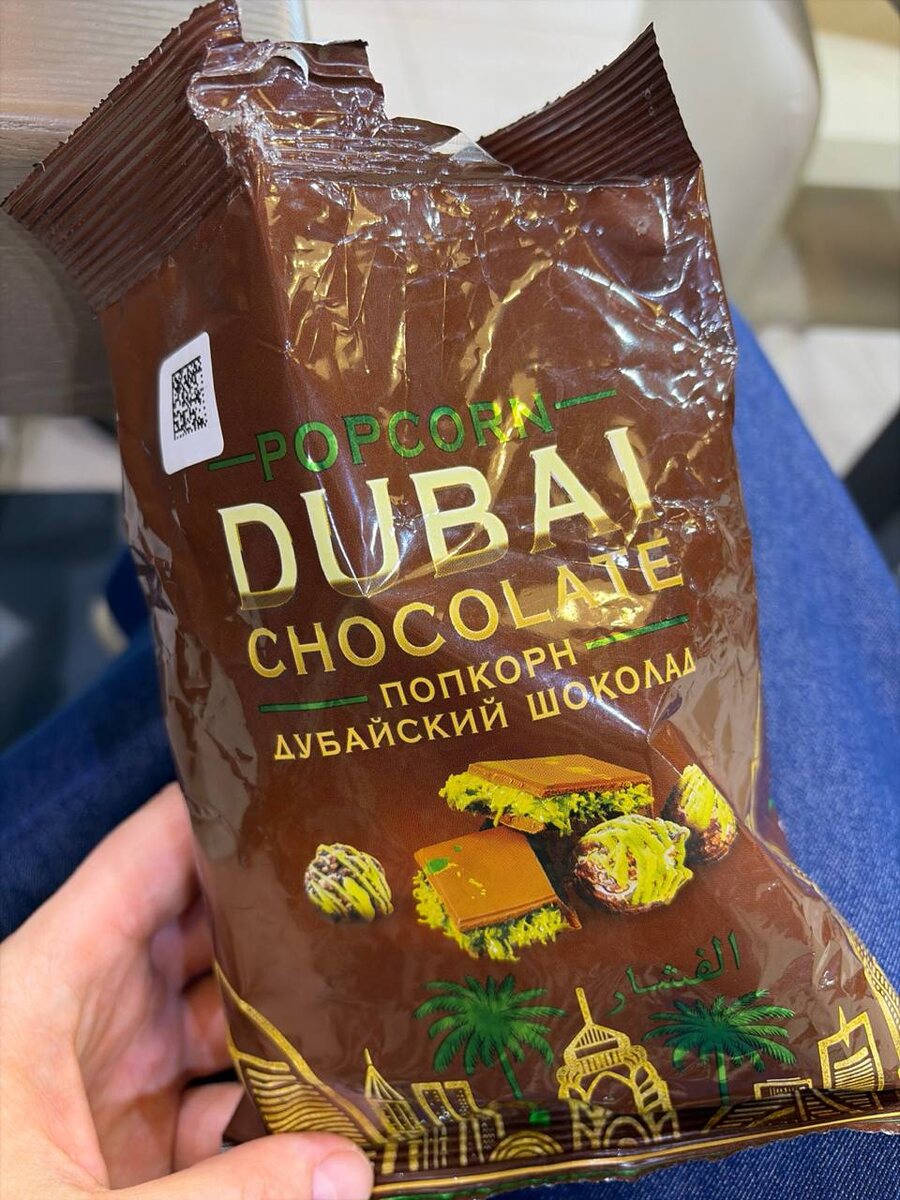 POPCORN
DUBAI
CHOCOLATE
ПОПКОРН
ДУБАЙСКИЙ ШОКОЛАД
الفشار